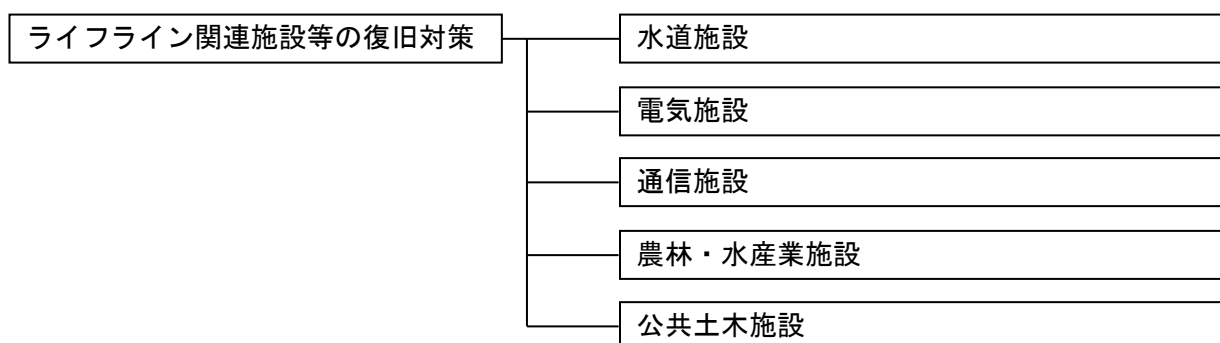 ライフライン関連施設等の復旧対策
水道施設
電気施設
通信施設
農林・水産業施設
公共土木施設